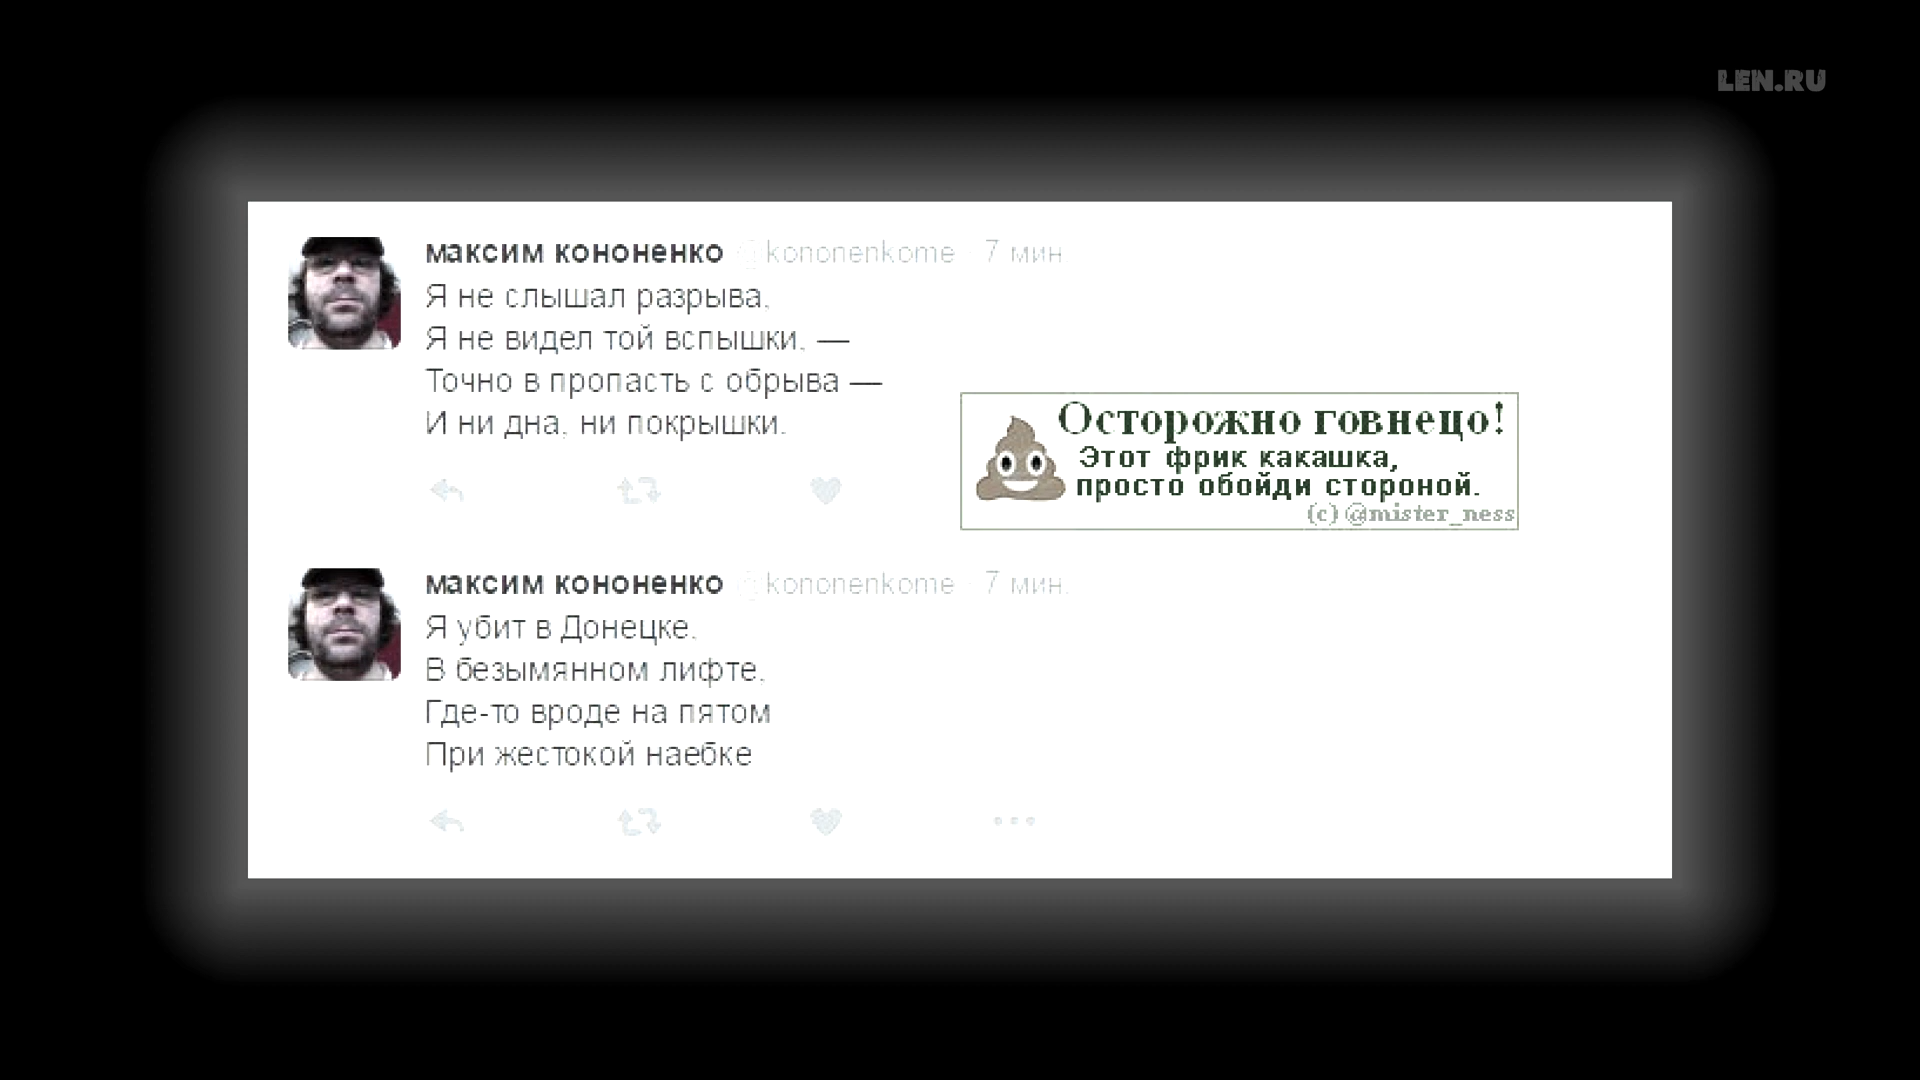 LEN.RU
максим кононенко @kononenkome · 7 мин
Я не слышал разрыва,
Я не видел той вспышки, —
Точно в пропасть с обрыва —
И ни дна, ни покрышки.
Осторожно говнецо!
Этот фрик какашка,
просто обойди стороной.
(c) @mister_ness
максим кононенко @kononenkome · 7 мин.
Я убит в Донецке,
В безымянном лифте,
Где-то вроде на пятом
При жестокой наебке